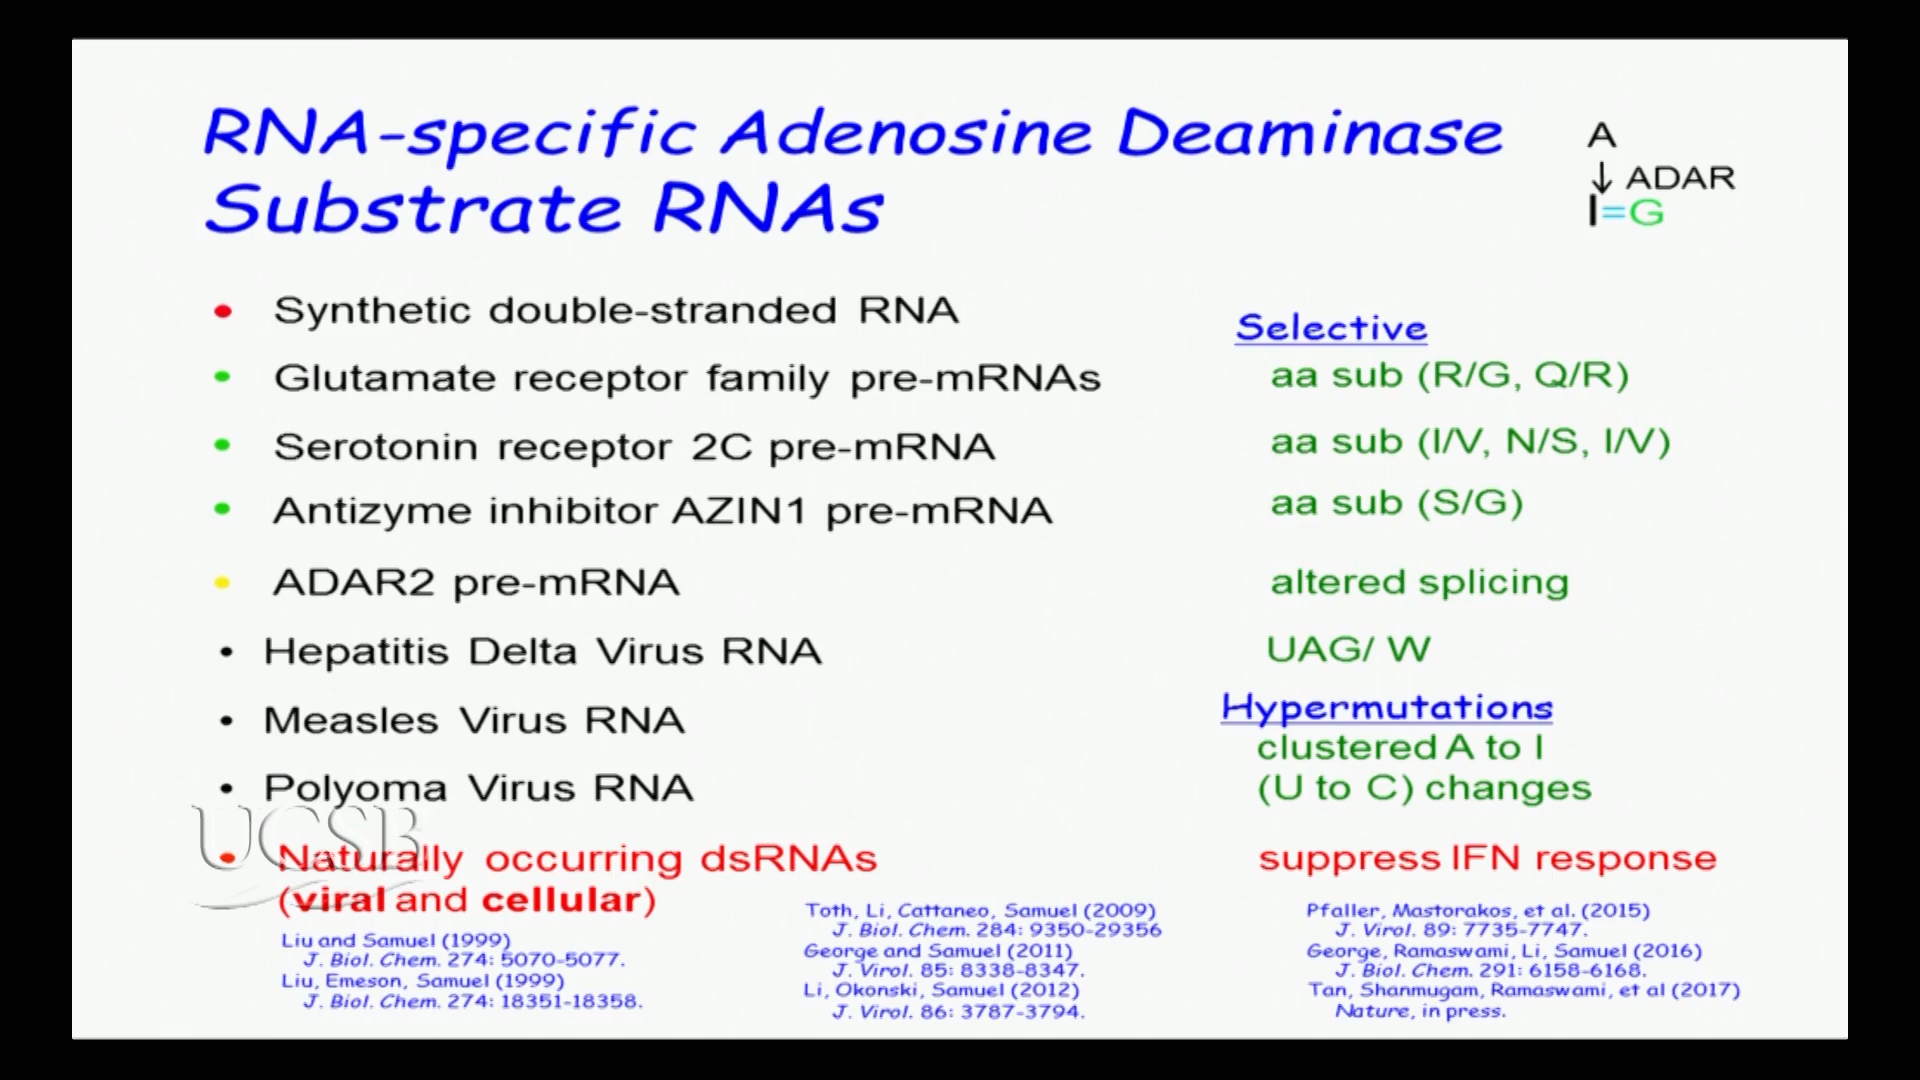 RNA-specific Adenosine Deaminase
Substrate RNAs
A
↓ ADAR
I=G
• Synthetic double-stranded RNA
Selective
• Glutamate receptor family pre-mRNAs
aa sub (R/G, Q/R)
• Serotonin receptor 2C pre-mRNA
aa sub (I/V, N/S, I/V)
• Antizyme inhibitor AZIN1 pre-mRNA
aa sub (S/G)
• ADAR2 pre-mRNA
altered splicing
• Hepatitis Delta Virus RNA
UAG/ W
• Measles Virus RNA
Hypermutations
clustered A to I
• Polyoma Virus RNA
(U to C) changes
UCSB
• Naturally occurring dsRNAs
(viral and cellular)
suppress IFN response
Liu and Samuel (1999)
J. Biol. Chem. 274: 5070-5077.
Liu, Emeson, Samuel (1999)
J. Biol. Chem. 274: 18351-18358.
Toth, Li, Cattaneo, Samuel (2009)
J. Biol. Chem. 284: 9350-29356
George and Samuel (2011)
J. Virol. 85: 8338-8347.
Li, Okonski, Samuel (2012)
J. Virol. 86: 3787-3794.
Pfaller, Mastorakos, et al. (2015)
J. Virol. 89: 7735-7747.
George, Ramaswami, Li, Samuel (2016)
J. Biol. Chem. 291: 6158-6168.
Tan, Shanmugam, Ramaswami, et al (2017)
Nature, in press.